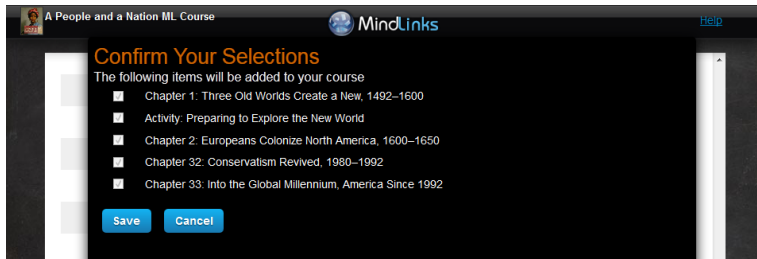 A People and a Nation ML Course
MindLinks
Help
Confirm Your Selections
The following items will be added to your course
Chapter 1: Three Old Worlds Create a New, 1492–1600
Activity: Preparing to Explore the New World
Chapter 2: Europeans Colonize North America, 1600–1650
Chapter 32: Conservatism Revived, 1980–1992
Chapter 33: Into the Global Millennium, America Since 1992
Save Cancel